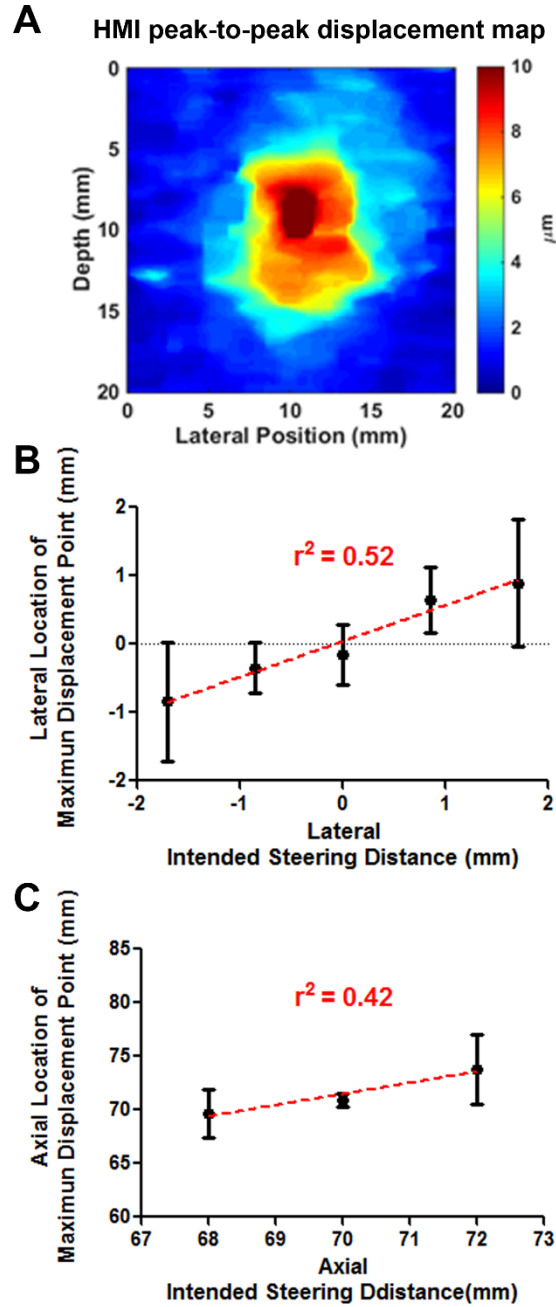 A
HMI peak-to-peak displacement map
0
5
10
15
20
Depth (mm)
0 5 10 15 20
Lateral Position (mm)
10
8
6
4
2
0
um
B
2
1
0
-1
-2
Lateral Location of
Maximun Displacement Point (mm)
r² = 0.52
-2 -1 0 1 2
Lateral
Intended Steering Distance (mm)
C
85
80
75
70
65
60
Axial Location of
Maximun Displacement Point (mm)
r² = 0.42
67 68 69 70 71 72 73
Axial
Intended Steering Ddistance(mm)